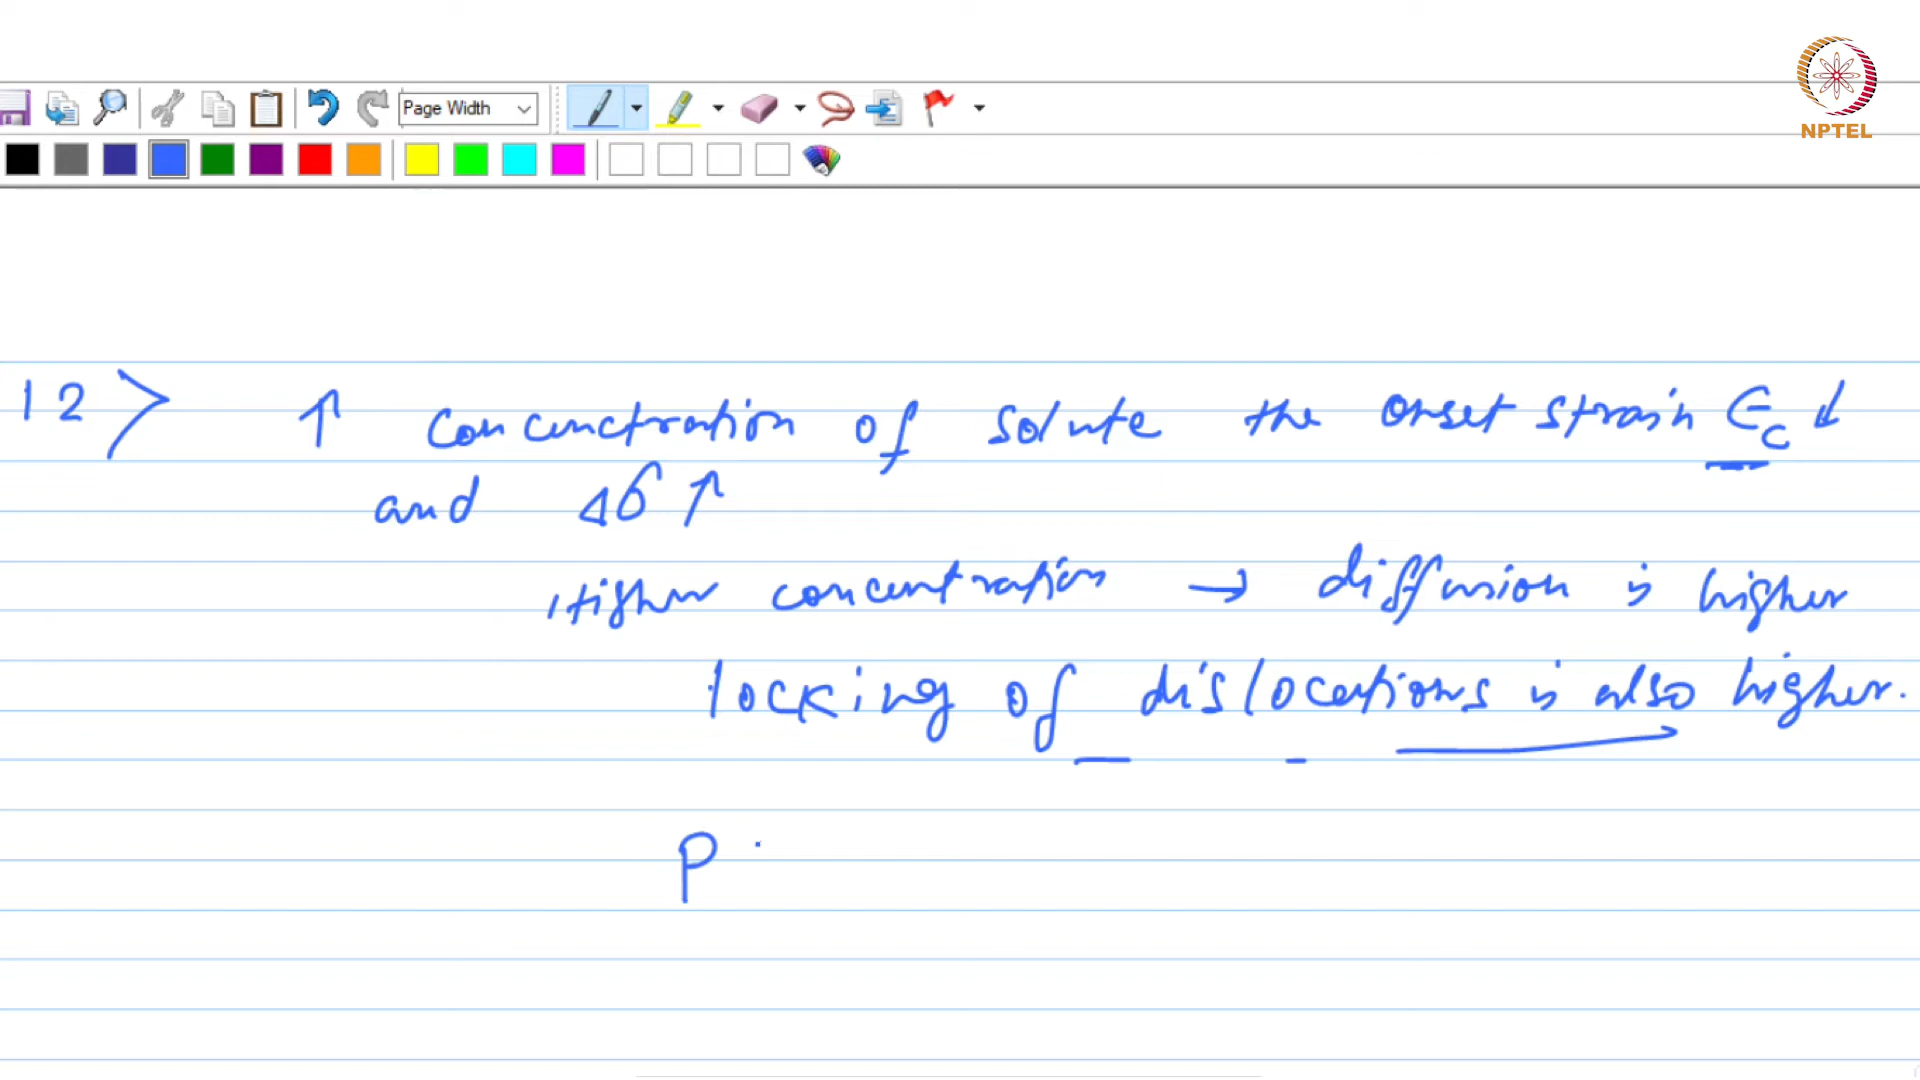 NPTEL
Page Width
12> ↑ concenctration of solute the onset strain ϵc ↓
and Δσ ↑
Higher concentration → diffusion is higher
locking of dislocations is also higher.
P